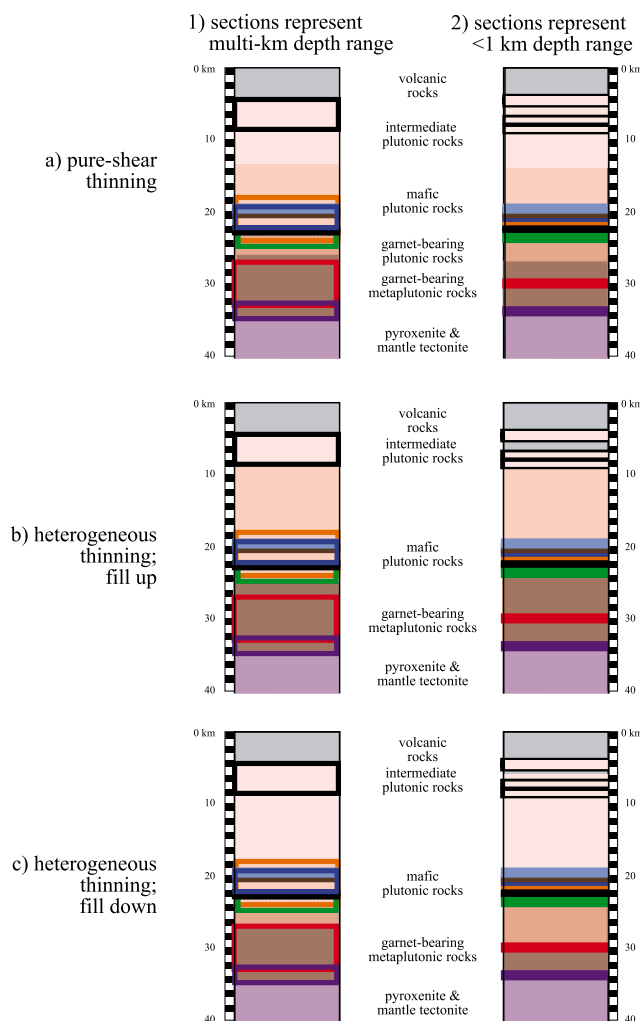 1) sections represent
multi-km depth range
2) sections represent
<1 km depth range
a) pure-shear
thinning
0 km
10
20
30
40
volcanic
rocks
intermediate
plutonic rocks
mafic
plutonic rocks
garnet-bearing
plutonic rocks
garnet-bearing
metaplutonic rocks
pyroxenite &
mantle tectonite
0 km
10
20
30
40
b) heterogeneous
thinning;
fill up
0 km
10
20
30
40
volcanic
rocks
intermediate
plutonic rocks
mafic
plutonic rocks
garnet-bearing
metaplutonic rocks
pyroxenite &
mantle tectonite
0 km
10
20
30
40
c) heterogeneous
thinning;
fill down
0 km
10
20
30
40
volcanic
rocks
intermediate
plutonic rocks
mafic
plutonic rocks
garnet-bearing
metaplutonic rocks
pyroxenite &
mantle tectonite
0 km
10
20
30
40